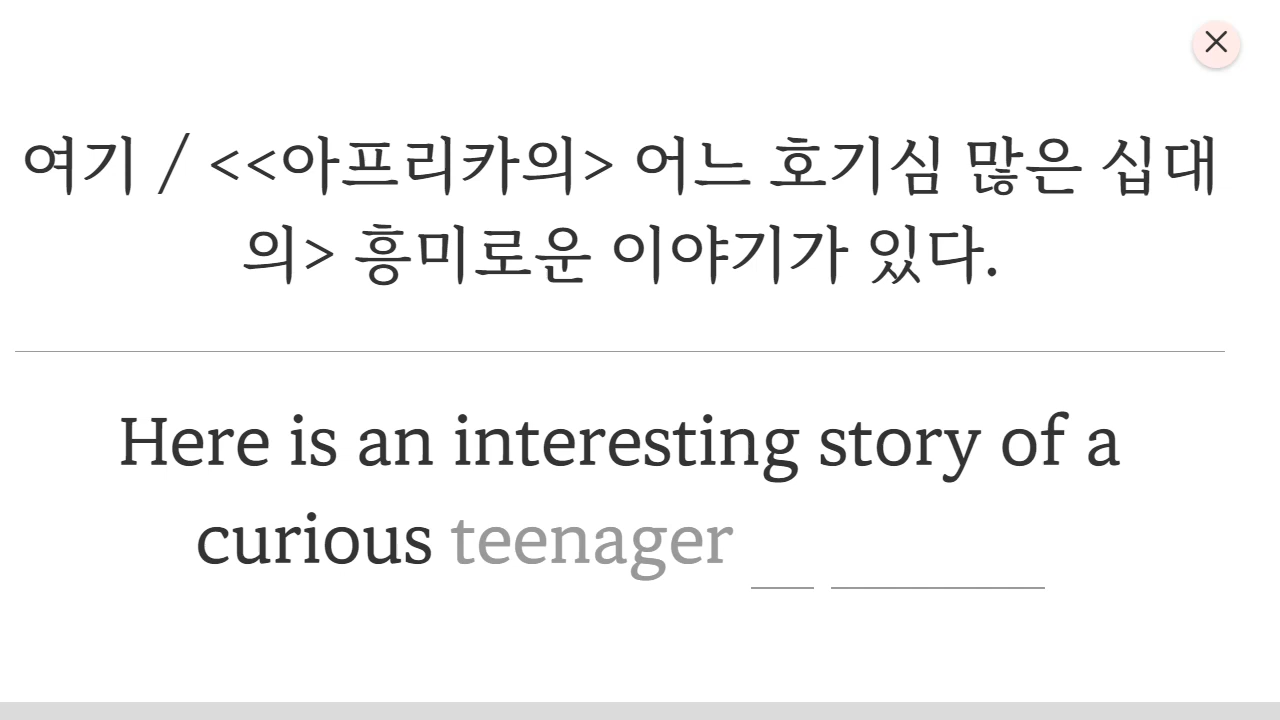 여기 / <<아프리카의> 어느 호기심 많은 십대
의> 흥미로운 이야기가 있다.
Here is an interesting story of a
curious teenager